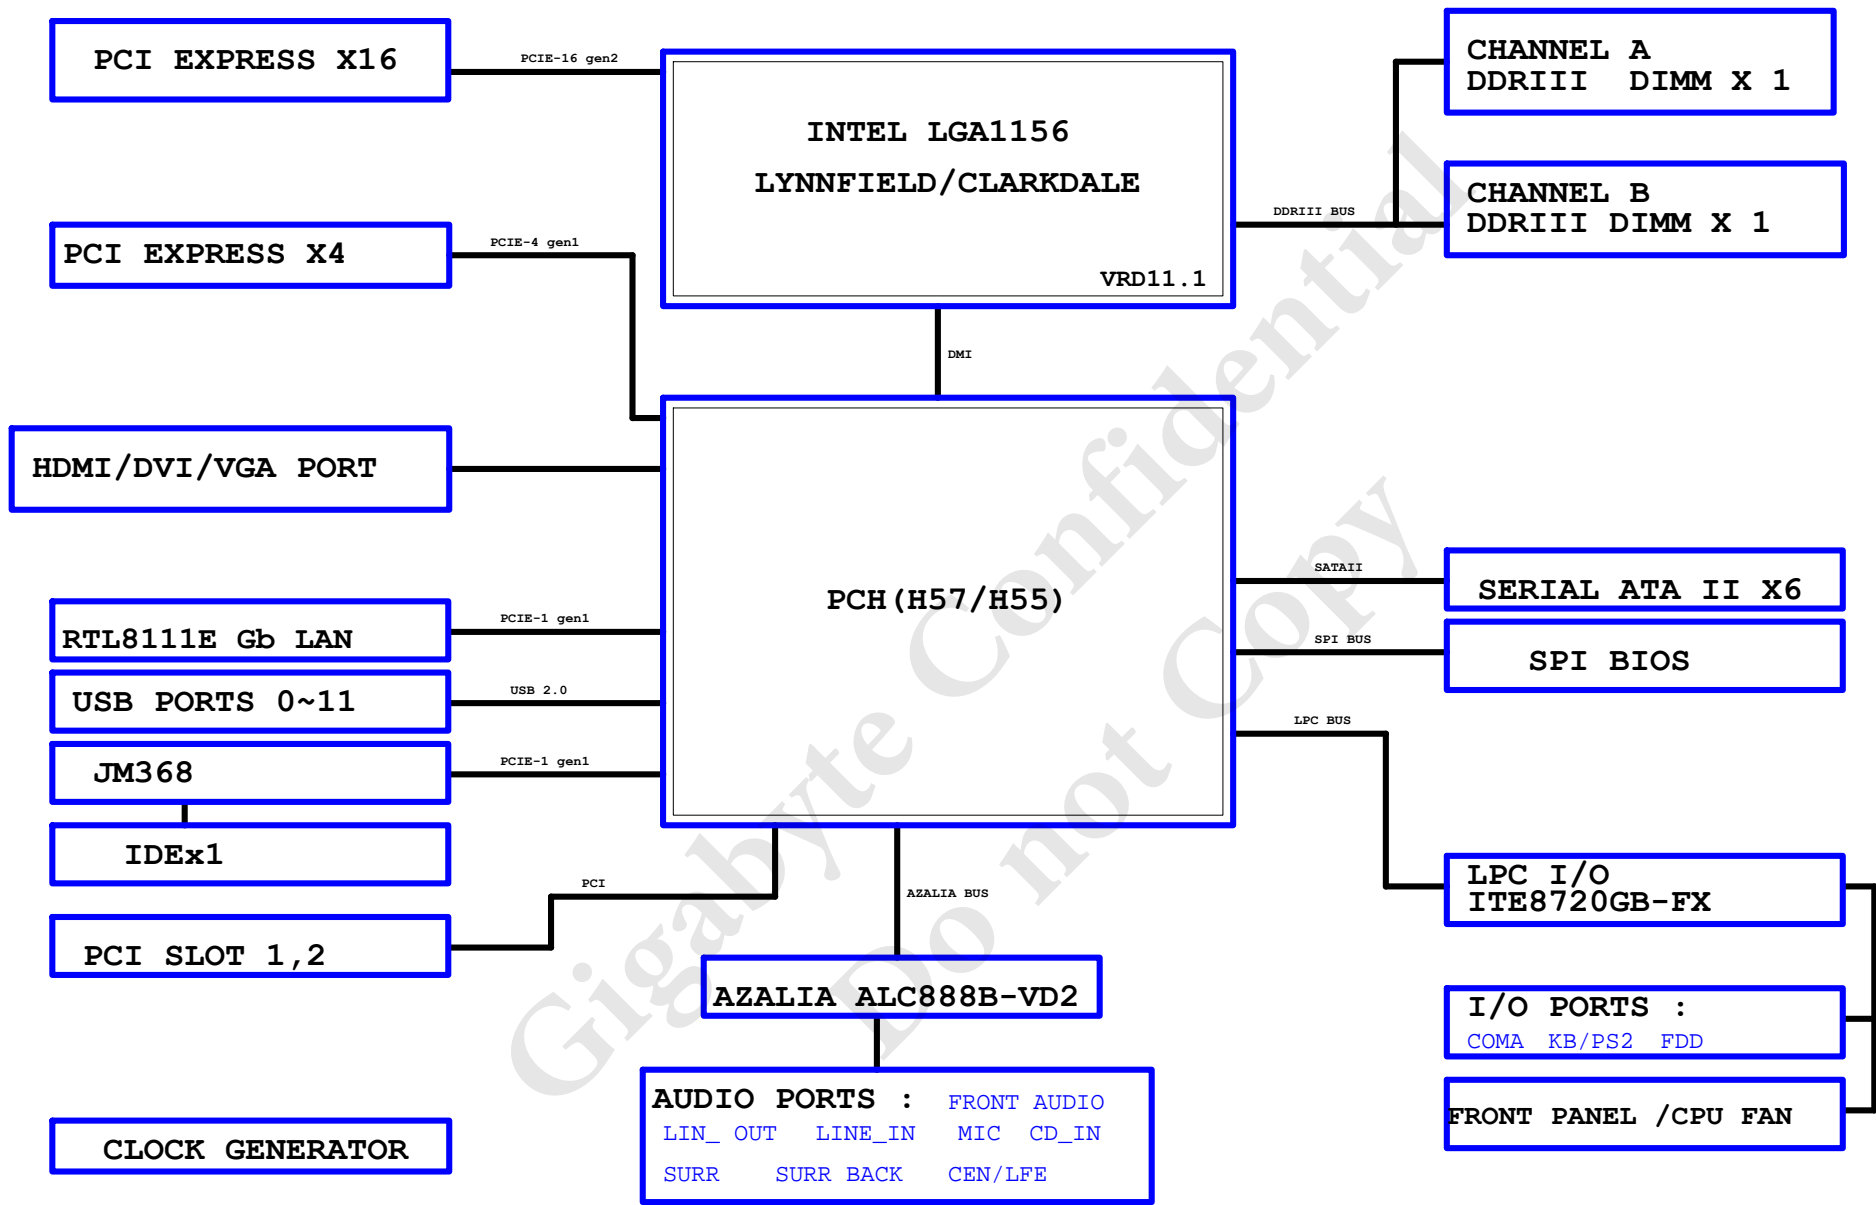 PCI EXPRESS X16
PCIE-16 gen2
INTEL LGA1156
LYNNFIELD/CLARKDALE
VRD11.1
CHANNEL A
DDRIII DIMM X 1
DDRIII BUS
CHANNEL B
DDRIII DIMM X 1
PCI EXPRESS X4
PCIE-4 gen1
DMI
HDMI/DVI/VGA PORT
PCH(H57/H55)
SATAII
SERIAL ATA II X6
SPI BUS
SPI BIOS
RTL8111E Gb LAN
PCIE-1 gen1
USB PORTS 0~11
USB 2.0
JM368
PCIE-1 gen1
IDEx1
LPC BUS
LPC I/O
ITE8720GB-FX
PCI
AZALIA BUS
PCI SLOT 1,2
AZALIA ALC888B-VD2
I/O PORTS :
COMA KB/PS2 FDD
FRONT PANEL /CPU FAN
AUDIO PORTS : FRONT AUDIO
LIN_ OUT LINE_IN MIC CD_IN
SURR SURR BACK CEN/LFE
CLOCK GENERATOR
Gigabyte Confidential
Do not Copy